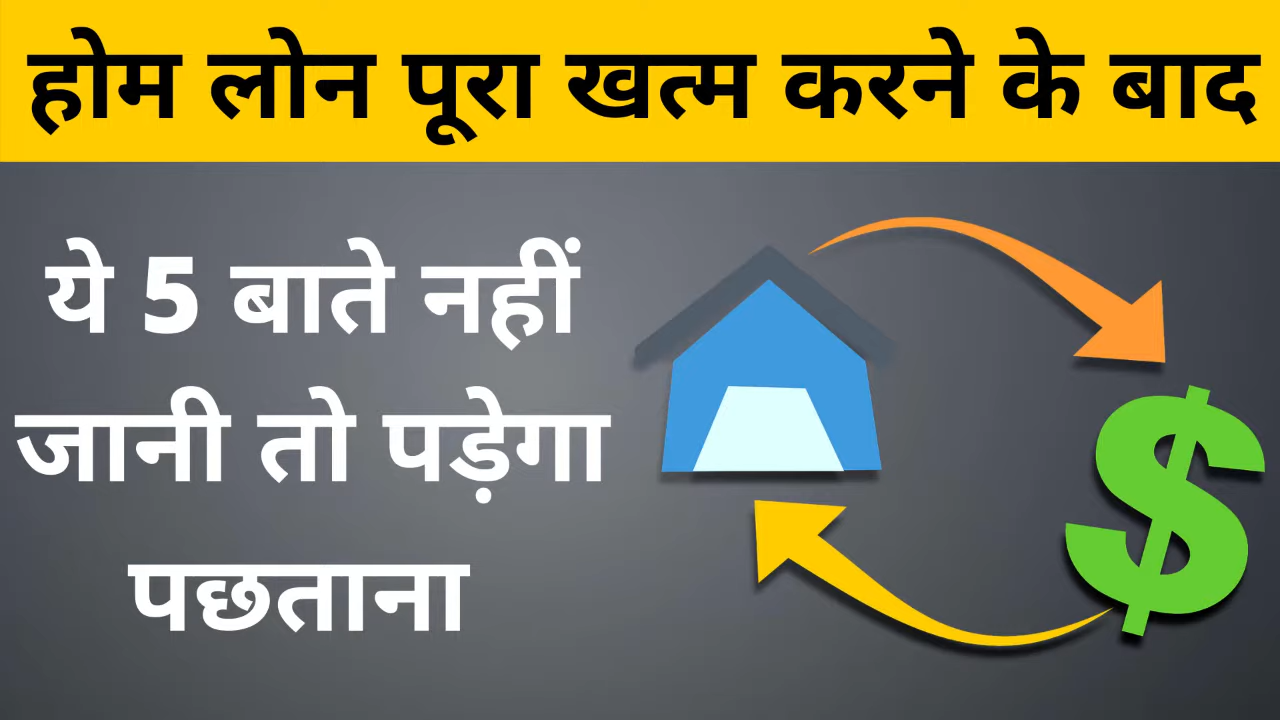 होम लोन पूरा खत्म करने के बाद
ये 5 बाते नहीं
जानी तो पड़ेगा
पछताना